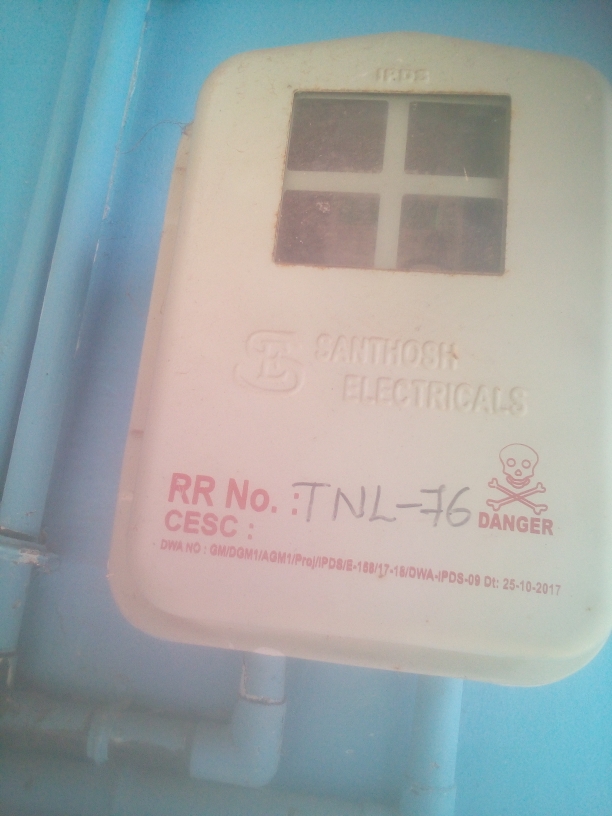 IPDS
SANTHOSH
ELECTRICALS
RR No. : TNL-76
DANGER
CESC :
DWA NO : GM/DGM1/AGM1/Proj/IPDS/E-158/17-18/DWA-IPDS-09 Dt: 25-10-2017